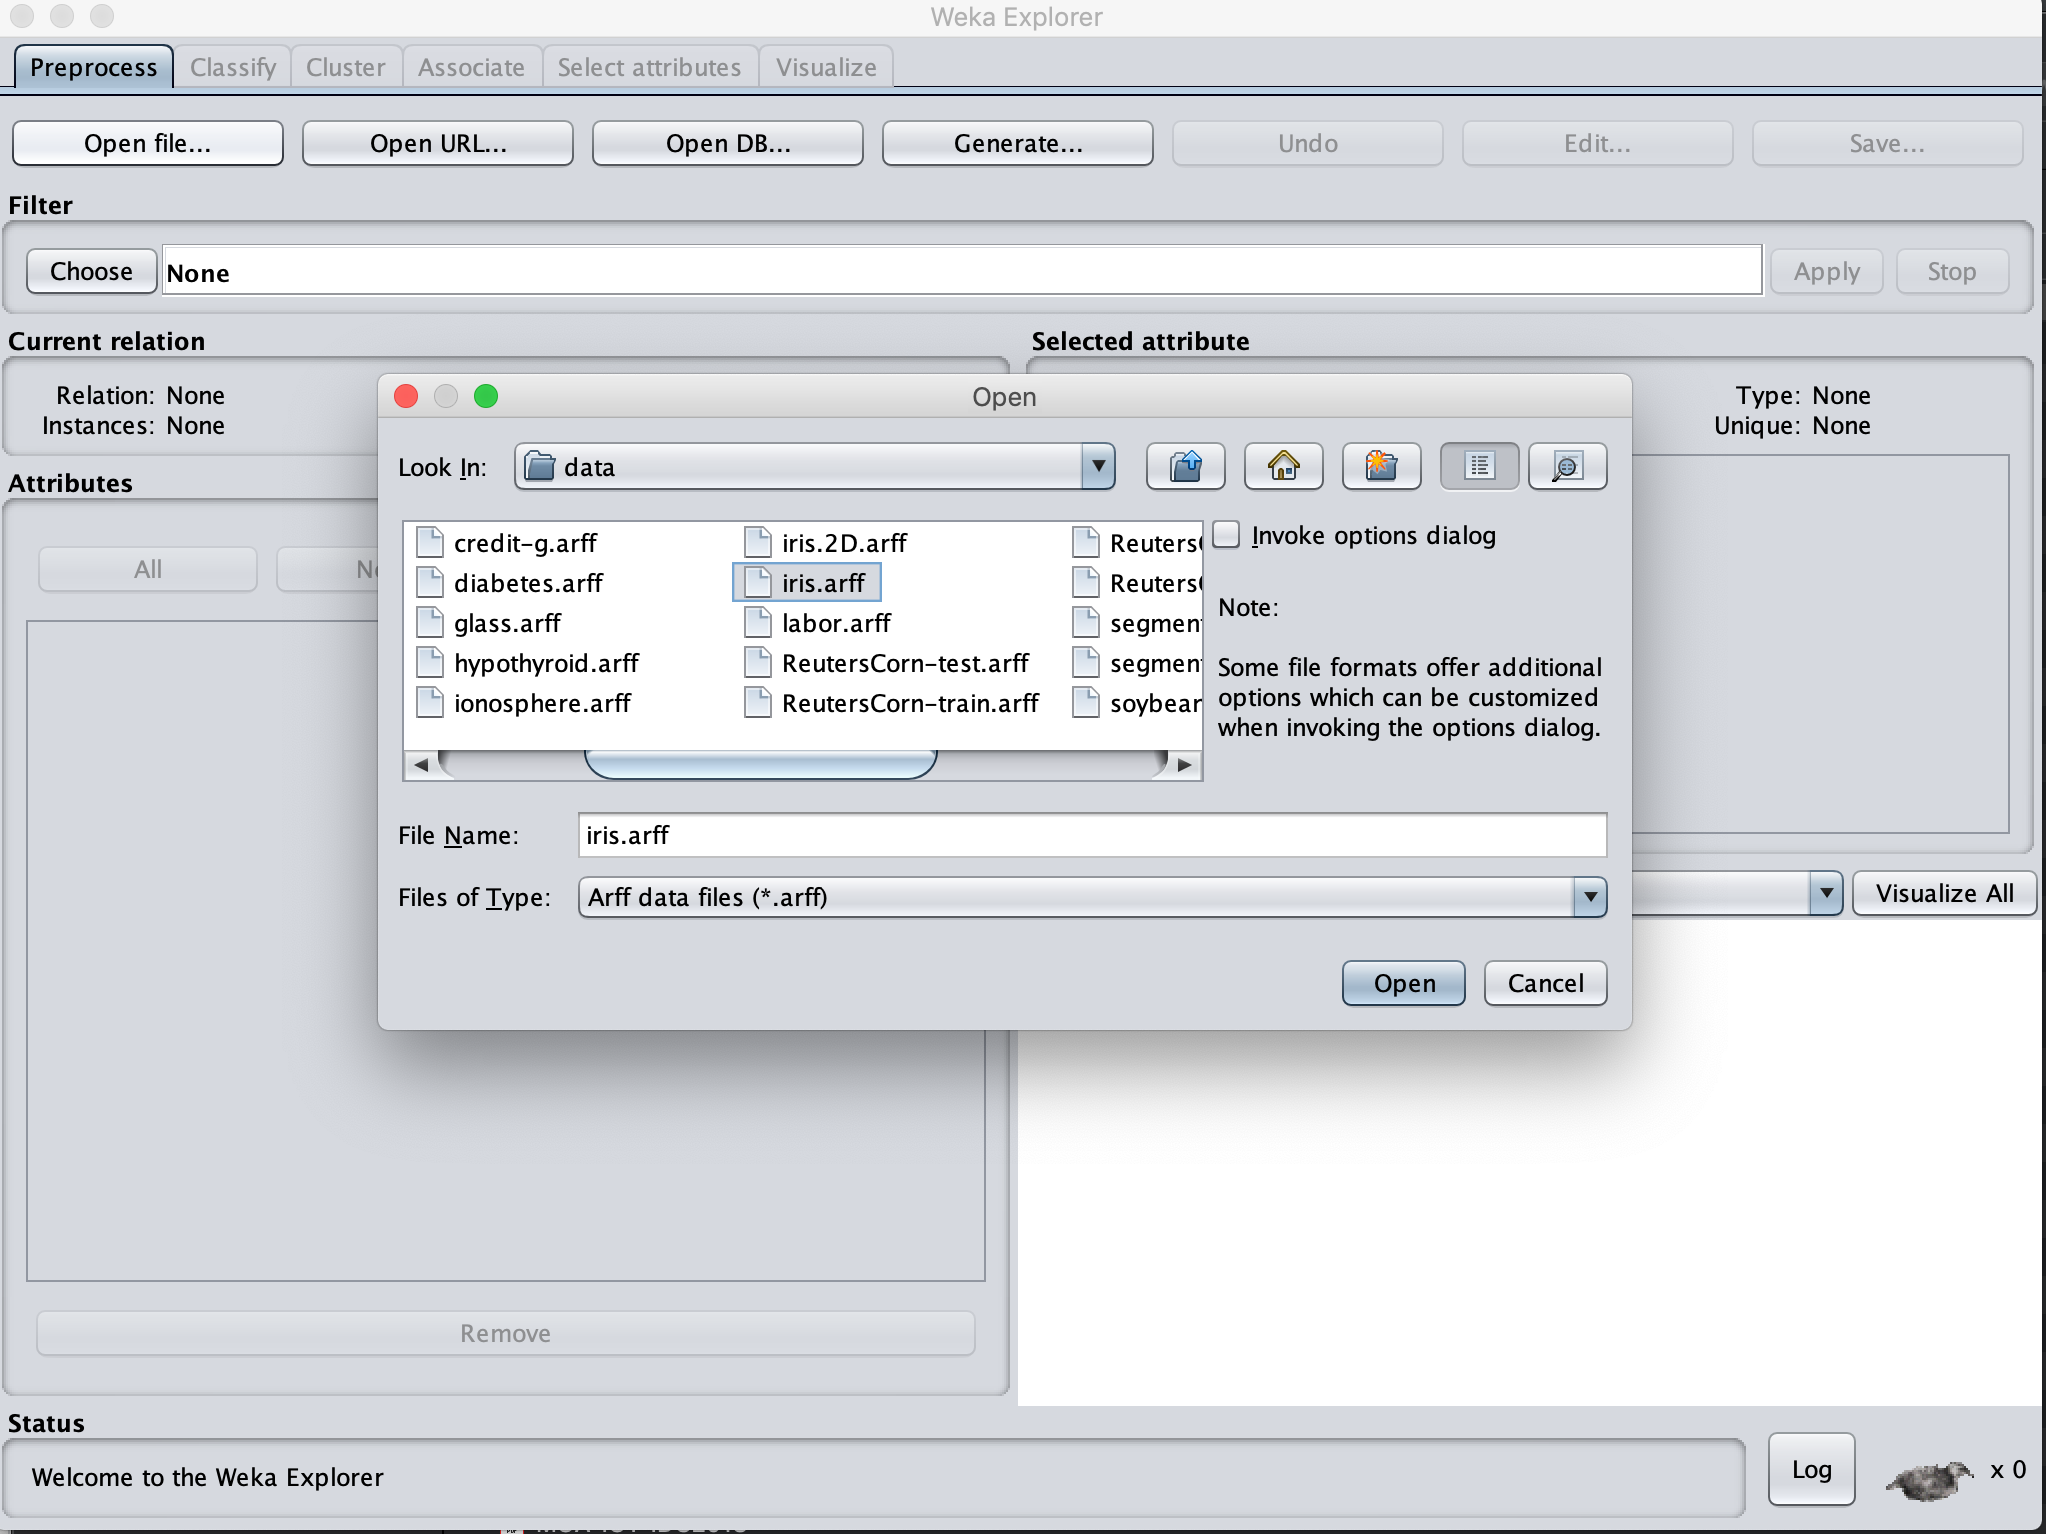 Weka Explorer
Preprocess Classify Cluster Associate Select attributes Visualize
Open file... Open URL... Open DB... Generate... Undo Edit... Save...
Filter
Choose None Apply Stop
Current relation Selected attribute
Relation: None Type: None
Instances: None Unique: None
Attributes
All
Open
Look In: data
credit-g.arff iris.2D.arff
diabetes.arff iris.arff
glass.arff labor.arff
hypothyroid.arff ReutersCorn-test.arff
ionosphere.arff ReutersCorn-train.arff
Invoke options dialog
Note:
Some file formats offer additional
options which can be customized
when invoking the options dialog.
File Name: iris.arff
Files of Type: Arff data files (*.arff)
Open Cancel
Visualize All
Remove
Status
Welcome to the Weka Explorer
Log x 0